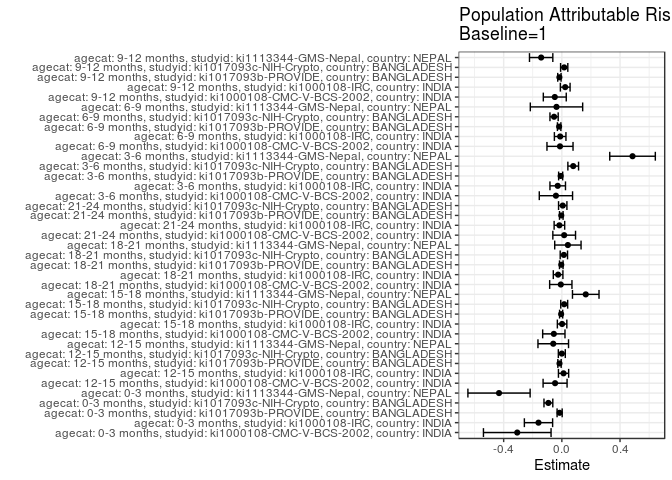 Population Attributable Ris
Baseline=1
agecat: 9-12 months, studyid: ki1113344-GMS-Nepal, country: NEPAL
agecat: 9-12 months, studyid: ki1017093c-NIH-Crypto, country: BANGLADESH
agecat: 9-12 months, studyid: ki1017093b-PROVIDE, country: BANGLADESH
agecat: 9-12 months, studyid: ki1000108-IRC, country: INDIA
agecat: 9-12 months, studyid: ki1000108-CMC-V-BCS-2002, country: INDIA
agecat: 6-9 months, studyid: ki1113344-GMS-Nepal, country: NEPAL
agecat: 6-9 months, studyid: ki1017093c-NIH-Crypto, country: BANGLADESH
agecat: 6-9 months, studyid: ki1017093b-PROVIDE, country: BANGLADESH
agecat: 6-9 months, studyid: ki1000108-IRC, country: INDIA
agecat: 6-9 months, studyid: ki1000108-CMC-V-BCS-2002, country: INDIA
agecat: 3-6 months, studyid: ki1113344-GMS-Nepal, country: NEPAL
agecat: 3-6 months, studyid: ki1017093c-NIH-Crypto, country: BANGLADESH
agecat: 3-6 months, studyid: ki1017093b-PROVIDE, country: BANGLADESH
agecat: 3-6 months, studyid: ki1000108-IRC, country: INDIA
agecat: 3-6 months, studyid: ki1000108-CMC-V-BCS-2002, country: INDIA
agecat: 21-24 months, studyid: ki1017093c-NIH-Crypto, country: BANGLADESH
agecat: 21-24 months, studyid: ki1017093b-PROVIDE, country: BANGLADESH
agecat: 21-24 months, studyid: ki1000108-IRC, country: INDIA
agecat: 21-24 months, studyid: ki1000108-CMC-V-BCS-2002, country: INDIA
agecat: 18-21 months, studyid: ki1113344-GMS-Nepal, country: NEPAL
agecat: 18-21 months, studyid: ki1017093c-NIH-Crypto, country: BANGLADESH
agecat: 18-21 months, studyid: ki1017093b-PROVIDE, country: BANGLADESH
agecat: 18-21 months, studyid: ki1000108-IRC, country: INDIA
agecat: 18-21 months, studyid: ki1000108-CMC-V-BCS-2002, country: INDIA
agecat: 15-18 months, studyid: ki1113344-GMS-Nepal, country: NEPAL
agecat: 15-18 months, studyid: ki1017093c-NIH-Crypto, country: BANGLADESH
agecat: 15-18 months, studyid: ki1017093b-PROVIDE, country: BANGLADESH
agecat: 15-18 months, studyid: ki1000108-IRC, country: INDIA
agecat: 15-18 months, studyid: ki1000108-CMC-V-BCS-2002, country: INDIA
agecat: 12-15 months, studyid: ki1113344-GMS-Nepal, country: NEPAL
agecat: 12-15 months, studyid: ki1017093c-NIH-Crypto, country: BANGLADESH
agecat: 12-15 months, studyid: ki1017093b-PROVIDE, country: BANGLADESH
agecat: 12-15 months, studyid: ki1000108-IRC, country: INDIA
agecat: 12-15 months, studyid: ki1000108-CMC-V-BCS-2002, country: INDIA
agecat: 0-3 months, studyid: ki1113344-GMS-Nepal, country: NEPAL
agecat: 0-3 months, studyid: ki1017093c-NIH-Crypto, country: BANGLADESH
agecat: 0-3 months, studyid: ki1017093b-PROVIDE, country: BANGLADESH
agecat: 0-3 months, studyid: ki1000108-IRC, country: INDIA
agecat: 0-3 months, studyid: ki1000108-CMC-V-BCS-2002, country: INDIA
-0.4 0.0 0.4
Estimate